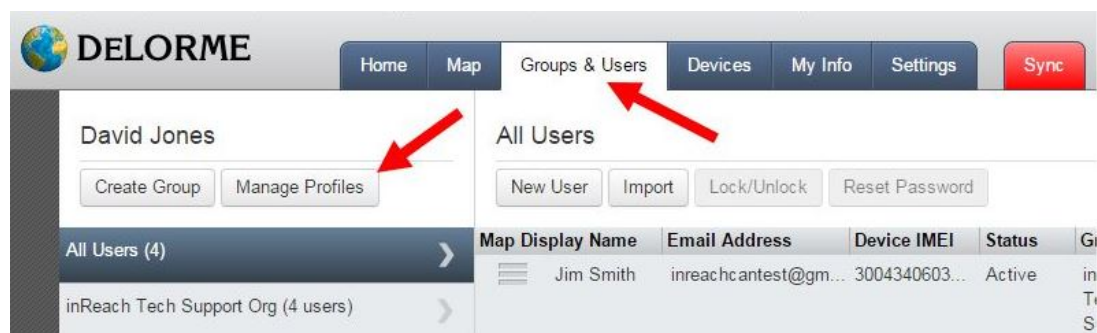 DELORME
Home Map Groups & Users Devices My Info Settings Sync
David Jones
Create Group Manage Profiles
All Users (4)
inReach Tech Support Org (4 users)
All Users
New User Import Lock/Unlock Reset Password
Map Display Name Email Address Device IMEI Status
Jim Smith inreachcantest@gm... 3004340603... Active